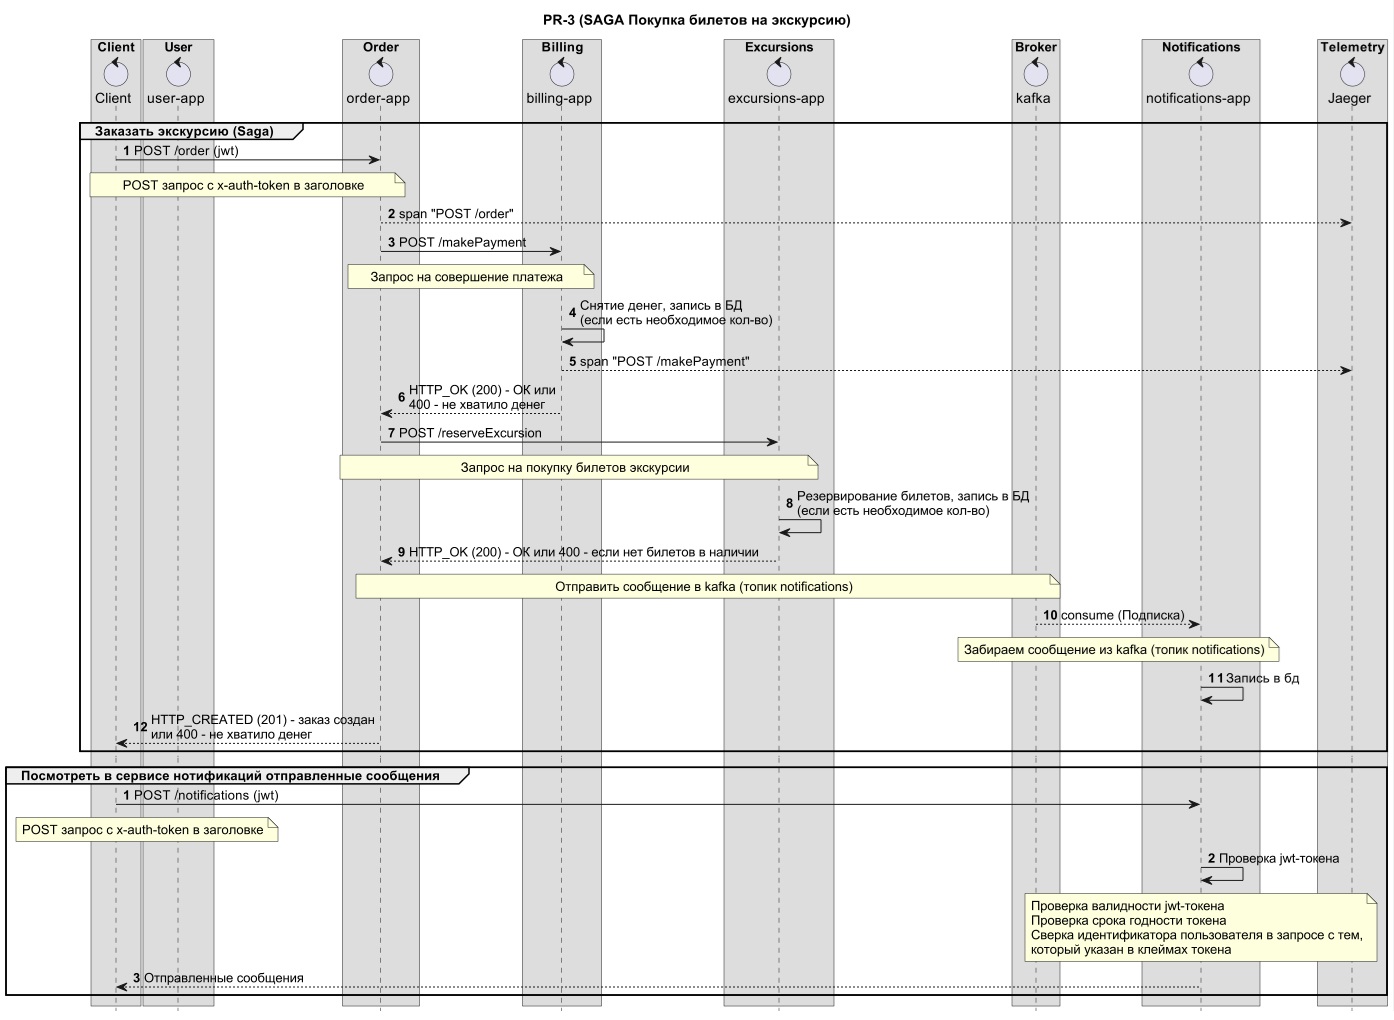 PR-3 (SAGA Покупка билетов на экскурсию)
Client User Order Billing Excursions Broker Notifications Telemetry
Client user-app order-app billing-app excursions-app kafka notifications-app Jaeger
Заказать экскурсию (Saga)
1 POST /order (jwt)
POST запрос с x-auth-token в заголовке
2 span "POST /order"
3 POST /makePayment
Запрос на совершение платежа
4 Снятие денег, запись в БД
(если есть необходимое кол-во)
5 span "POST /makePayment"
6 HTTP_OK (200) - ОК или
400 - не хватило денег
7 POST /reserveExcursion
Запрос на покупку билетов экскурсии
8 Резервирование билетов, запись в БД
(если есть необходимое кол-во)
9 HTTP_OK (200) - ОК или 400 - если нет билетов в наличии
Отправить сообщение в kafka (топик notifications)
10 consume (Подписка)
Забираем сообщение из kafka (топик notifications)
11 Запись в бд
12 HTTP_CREATED (201) - заказ создан
или 400 - не хватило денег
Посмотреть в сервисе нотификаций отправленные сообщения
1 POST /notifications (jwt)
POST запрос с x-auth-token в заголовке
2 Проверка jwt-токена
Проверка валидности jwt-токена
Проверка срока годности токена
Сверка идентификатора пользователя в запросе с тем,
который указан в клеймах токена
3 Отправленные сообщения